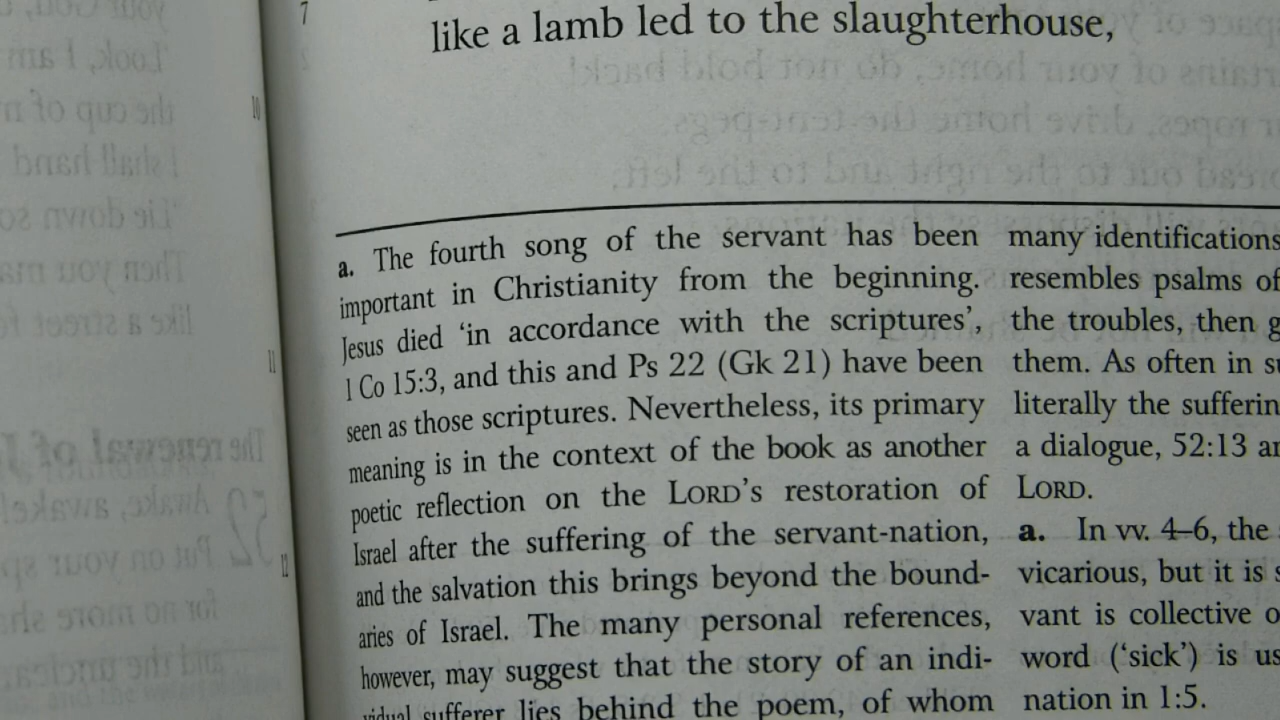 7
like a lamb led to the slaughterhouse,
10
11
12
a. The fourth song of the servant has been
important in Christianity from the beginning.
Jesus died ‘in accordance with the scriptures’,
1 Co 15:3, and this and Ps 22 (Gk 21) have been
seen as those scriptures. Nevertheless, its primary
meaning is in the context of the book as another
poetic reflection on the LORD’S restoration of
Israel after the suffering of the servant-nation,
and the salvation this brings beyond the bound-
aries of Israel. The many personal references,
however, may suggest that the story of an indi-
vidual sufferer lies behind the poem, of whom
many identifications
resembles psalms of
the troubles, then g
them. As often in su
literally the sufferin
a dialogue, 52:13 an
LORD.
a. In vv. 4–6, the
vicarious, but it is s
vant is collective o
word (‘sick’) is us
nation in 1:5.